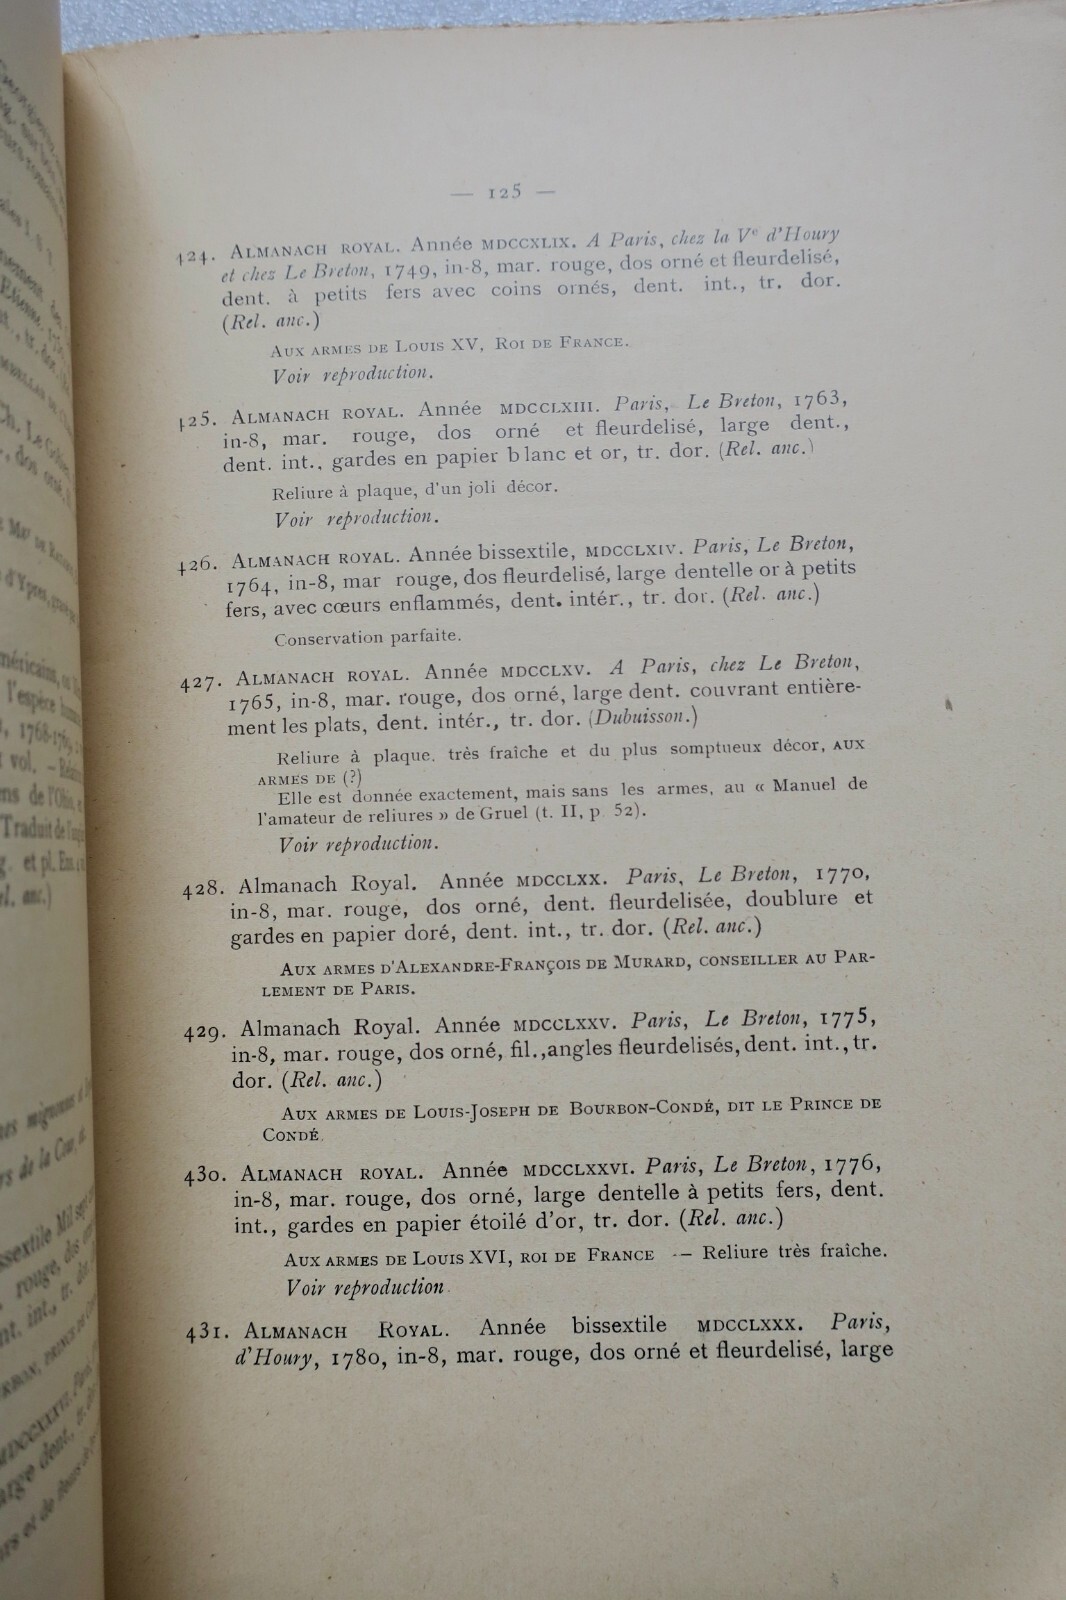 — 125 —
424. ALMANACH ROYAL. Année MDCCXLIX. A Paris, chez la Ve d'Houry
et chez Le Breton, 1749, in-8, mar. rouge, dos orné et fleurdelisé,
dent. à petits fers avec coins ornés, dent. int., tr. dor.
(Rel. anc.)
AUX ARMES DE LOUIS XV, ROI DE FRANCE.
Voir reproduction.
425. ALMANACH ROYAL. Année MDCCLXIII. Paris, Le Breton, 1763,
in-8, mar. rouge, dos orné et fleurdelisé, large dent.,
dent. int., gardes en papier blanc et or, tr. dor. (Rel. anc.)
Reliure à plaque, d'un joli décor.
Voir reproduction.
426. ALMANACH ROYAL. Année bissextile, MDCCLXIV. Paris, Le Breton,
1764, in-8, mar rouge, dos fleurdelisé, large dentelle or à petits
fers, avec cœurs enflammés, dent. intér., tr. dor. (Rel. anc.)
Conservation parfaite.
427. ALMANACH ROYAL. Année MDCCLXV. A Paris, chez Le Breton,
1765, in-8, mar. rouge, dos orné, large dent. couvrant entière-
ment les plats, dent. intér., tr. dor. (Dubuisson.)
Reliure à plaque. très fraîche et du plus somptueux décor, AUX
ARMES DE (?)
Elle est donnée exactement, mais sans les armes, au « Manuel de
l'amateur de reliures » de Gruel (t. II, p 52).
Voir reproduction.
428. Almanach Royal. Année MDCCLXX. Paris, Le Breton, 1770,
in-8, mar. rouge, dos orné, dent. fleurdelisée, doublure et
gardes en papier doré, dent. int., tr. dor. (Rel. anc.)
AUX ARMES D'ALEXANDRE-FRANÇOIS DE MURARD, CONSEILLER AU PAR-
LEMENT DE PARIS.
429. Almanach Royal. Année MDCCLXXV. Paris, Le Breton, 1775,
in-8, mar. rouge, dos orné, fil.,angles fleurdelisés, dent. int., tr.
dor. (Rel. anc.)
AUX ARMES DE LOUIS-JOSEPH DE BOURBON-CONDÉ, DIT LE PRINCE DE
CONDÉ.
430. ALMANACH ROYAL. Année MDCCLXXVI. Paris, Le Breton, 1776,
in-8, mar. rouge, dos orné, large dentelle à petits fers, dent.
int., gardes en papier étoilé d'or, tr. dor. (Rel. anc.)
AUX ARMES DE LOUIS XVI, ROI DE FRANCE — Reliure très fraîche.
Voir reproduction.
431. ALMANACH ROYAL. Année bissextile MDCCLXXX. Paris,
d'Houry, 1780, in-8, mar. rouge, dos orné et fleurdelisé, large